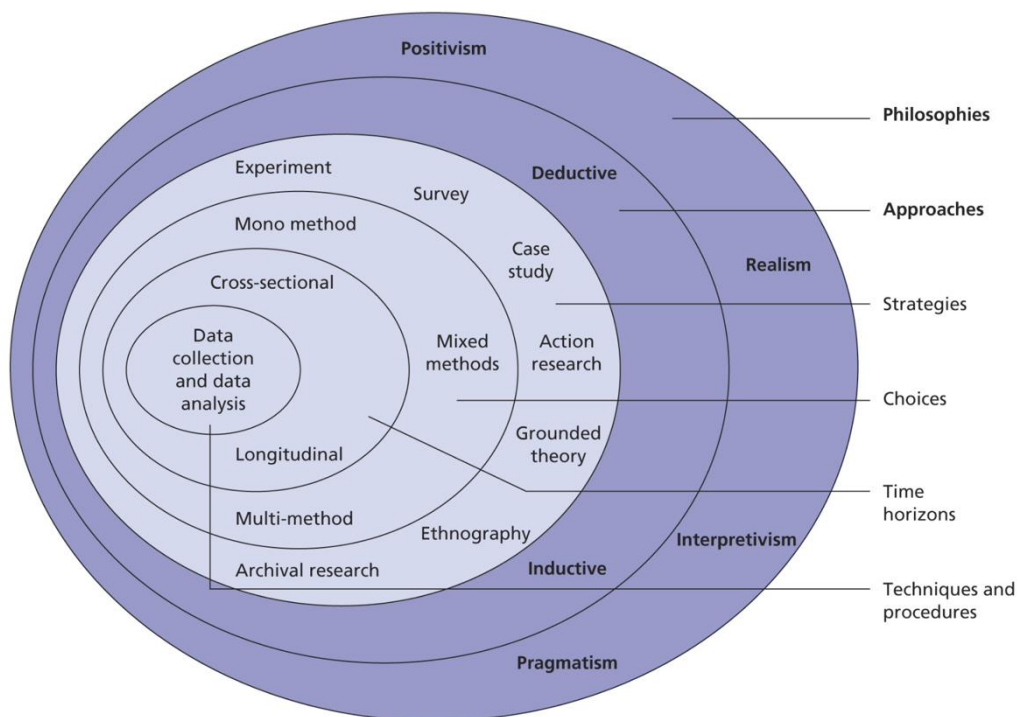 Positivism
Philosophies
Experiment
Deductive
Survey
Approaches
Mono method
Case
study
Realism
Cross-sectional
Strategies
Data
collection
and data
analysis
Mixed
methods
Action
research
Choices
Grounded
theory
Longitudinal
Time
horizons
Multi-method
Ethnography
Interpretivism
Archival research
Inductive
Techniques and
procedures
Pragmatism